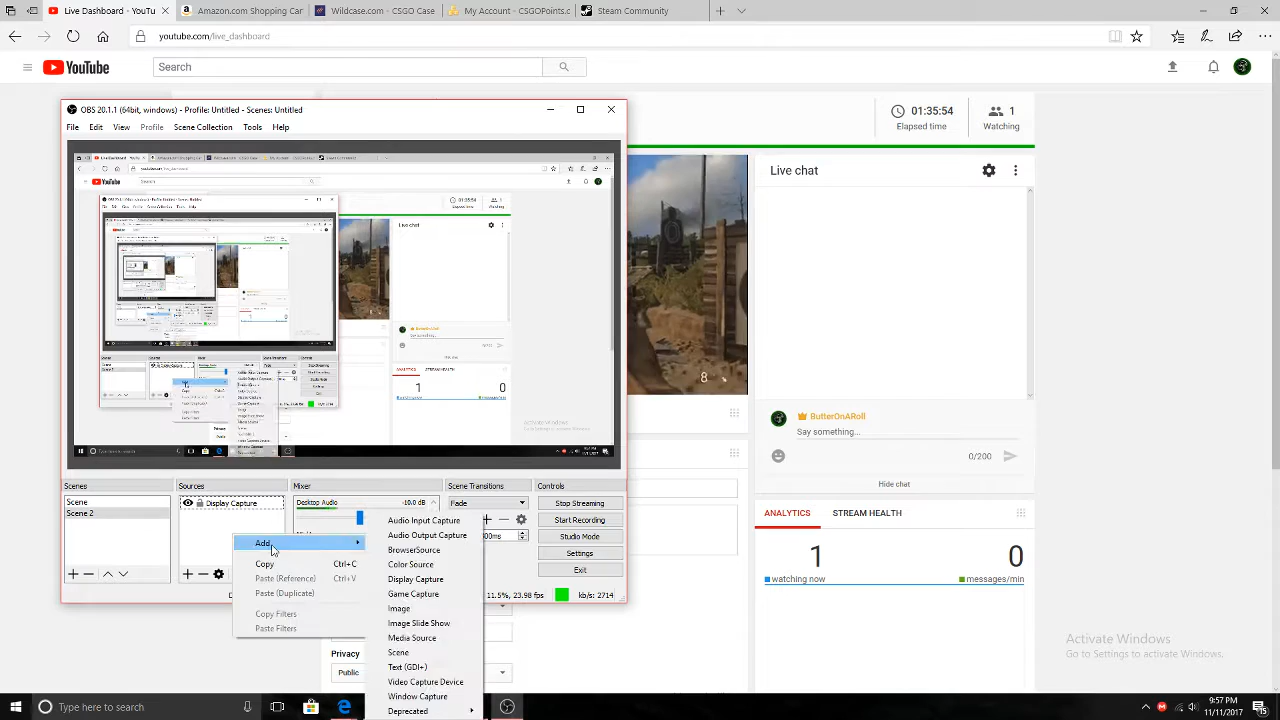 Live Dashboard - YouTu
Amazon.com Shopping Car
Wildcase.com - CSGO Case
My Account - CSGOPoints.c
Steam Community
youtube.com/live_dashboard
YouTube
Search
OBS 20.1.1 (64bit, windows) - Profile: Untitled - Scenes: Untitled
File
Edit
View
Profile
Scene Collection
Tools
Help
01:35:54
Elapsed time
1
Watching
Live chat
8
ButterOnARoll
Say something...
0/200
Hide chat
ANALYTICS
STREAM HEALTH
1
watching now
0
messages/min
Scenes
Sources
Mixer
Scene Transitions
Controls
Scene
Scene 2
Display Capture
Desktop Audio
-10.0 dB
Fade
Stop Streaming
Start Recording
Studio Mode
Settings
Exit
11.5%, 23.98 fps
kb/s: 2714
Add
Copy Ctrl+C
Paste (Reference) Ctrl+V
Paste (Duplicate)
Copy Filters
Paste Filters
Audio Input Capture
Audio Output Capture
BrowserSource
Color Source
Display Capture
Game Capture
Image
Image Slide Show
Media Source
Scene
Text (GDI+)
Video Capture Device
Window Capture
Deprecated
Privacy
Public
Activate Windows
Go to Settings to activate Windows.
Type here to search
9:57 PM
11/11/2017